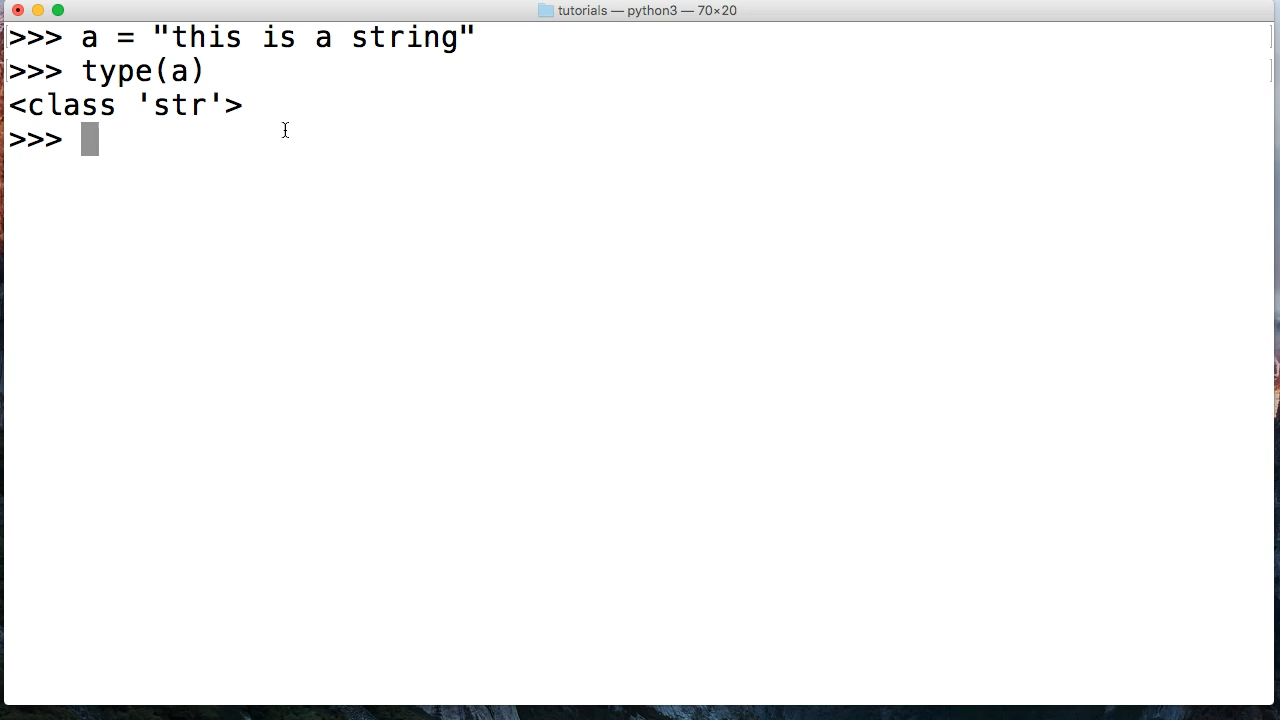 tutorials — python3 — 70×20
>>> a = "this is a string"
>>> type(a)
<class 'str'>
>>>